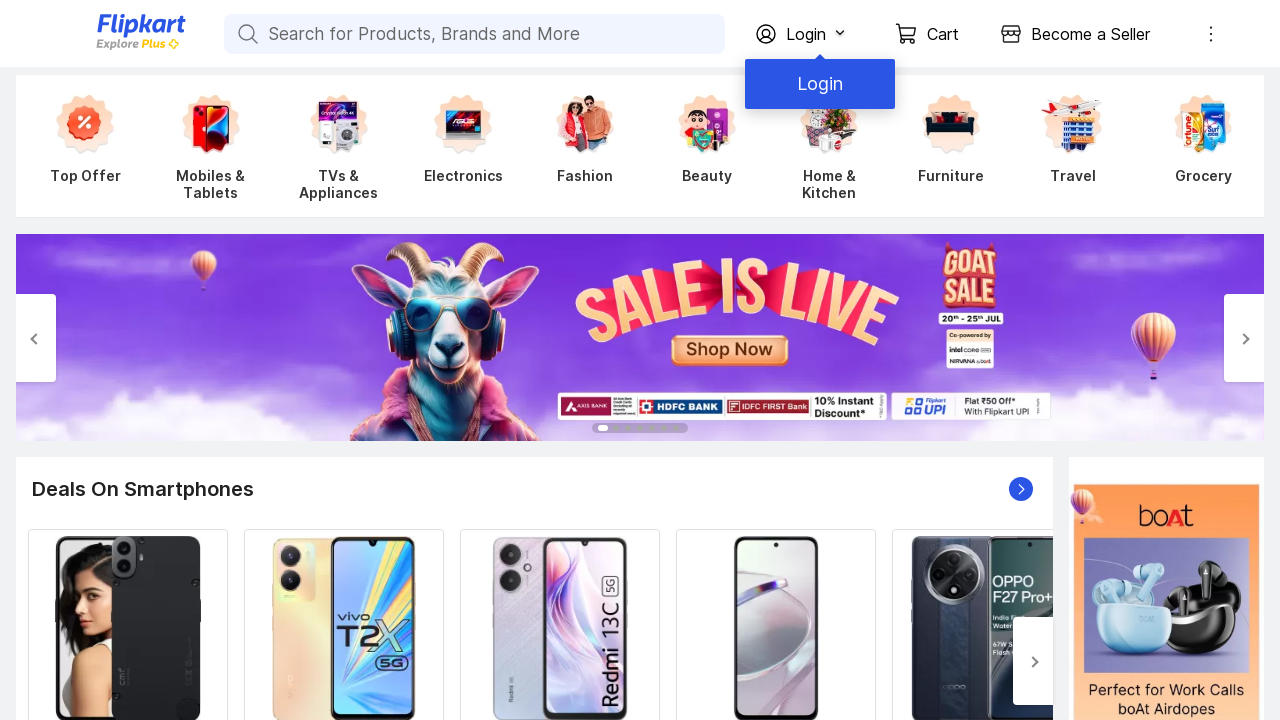 Flipkart
Explore Plus
Search for Products, Brands and More
Login
Cart
Become a Seller
Login
Top Offer
Mobiles &
Tablets
TVs &
Appliances
Electronics
Fashion
Beauty
Home &
Kitchen
Furniture
Travel
Grocery
SALE IS LIVE
Shop Now
GOAT
SALE
20th - 25th JUL
Co-powered by
intel CORE
NIRVANA by boAt
AXIS BANK
HDFC BANK
IDFC FIRST Bank
10% Instant
Discount*
Flipkart
UPI
Flat ₹50 Off*
With Flipkart UPI
Deals On Smartphones
vivo
T2X
5G
Redmi 13C 5G
OPPO
F27 Pro+
boAt
Perfect for Work Calls
boAt Airdopes